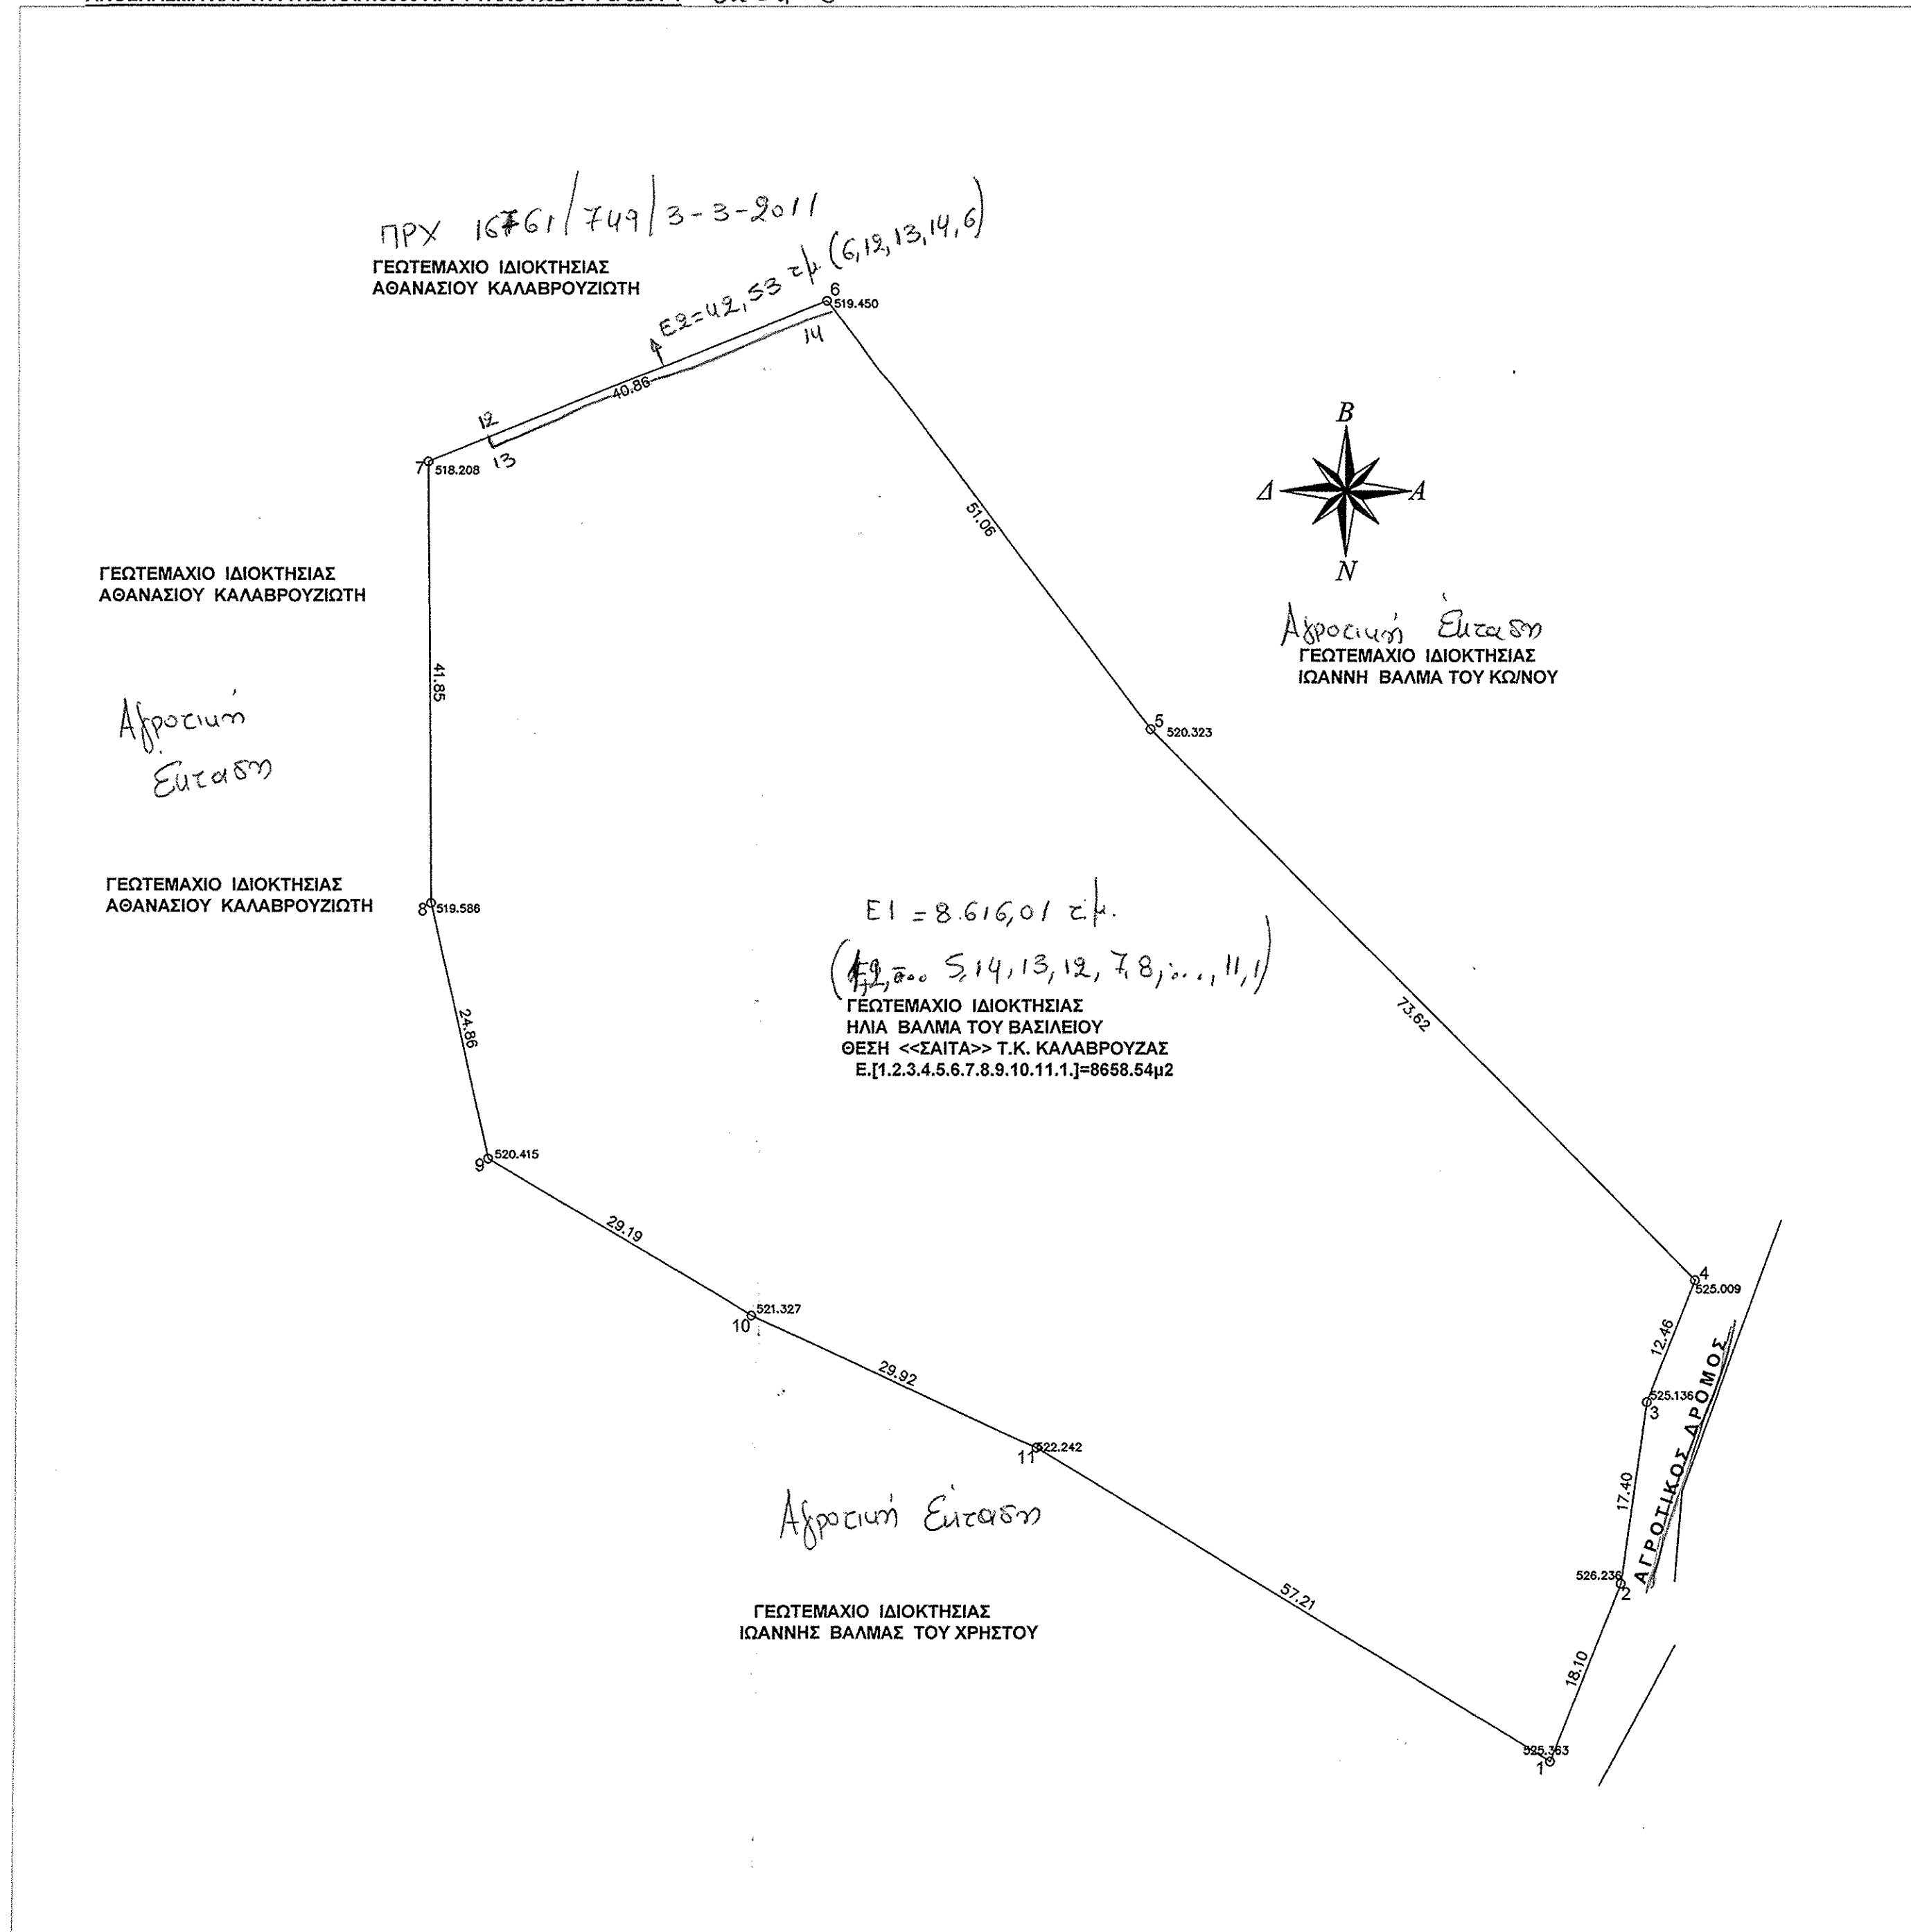 ΠΡΧ 16761/749/3-3-2011
ΓΕΩΤΕΜΑΧΙΟ ΙΔΙΟΚΤΗΣΙΑΣ
ΑΘΑΝΑΣΙΟΥ ΚΑΛΑΒΡΟΥΖΙΩΤΗ
Ε2=42,53 τμ. (6,12,13,14,6)
6
519.450
14
40.86
12
13
7
518.208
51.06
Β
Δ
Α
Ν
ΓΕΩΤΕΜΑΧΙΟ ΙΔΙΟΚΤΗΣΙΑΣ
ΑΘΑΝΑΣΙΟΥ ΚΑΛΑΒΡΟΥΖΙΩΤΗ
Αγροτική Έκταση
ΓΕΩΤΕΜΑΧΙΟ ΙΔΙΟΚΤΗΣΙΑΣ
ΙΩΑΝΝΗ ΒΑΛΜΑ ΤΟΥ ΚΩ/ΝΟΥ
41.85
Αγροτική
Έκταση
5
520.323
ΓΕΩΤΕΜΑΧΙΟ ΙΔΙΟΚΤΗΣΙΑΣ
ΑΘΑΝΑΣΙΟΥ ΚΑΛΑΒΡΟΥΖΙΩΤΗ
8
519.586
Ε1 = 8.616,01 τ.μ.
5,14,13,12,7,8,...,11,1)
ΓΕΩΤΕΜΑΧΙΟ ΙΔΙΟΚΤΗΣΙΑΣ
ΗΛΙΑ ΒΑΛΜΑ ΤΟΥ ΒΑΣΙΛΕΙΟΥ
ΘΕΣΗ <<ΣΑΙΤΑ>> Τ.Κ. ΚΑΛΑΒΡΟΥΖΑΣ
Ε.[1.2.3.4.5.6.7.8.9.10.11.1.]=8658.54μ2
73.62
24.86
9
520.415
29.19
10
521.327
4
525.009
12.46
29.92
525.136
3
11
522.242
ΑΓΡΟΤΙΚΟΣ ΔΡΟΜΟΣ
17.40
Αγροτική Έκταση
526.236
2
57.21
ΓΕΩΤΕΜΑΧΙΟ ΙΔΙΟΚΤΗΣΙΑΣ
ΙΩΑΝΝΗΣ ΒΑΛΜΑΣ ΤΟΥ ΧΡΗΣΤΟΥ
18.10
525.363
1